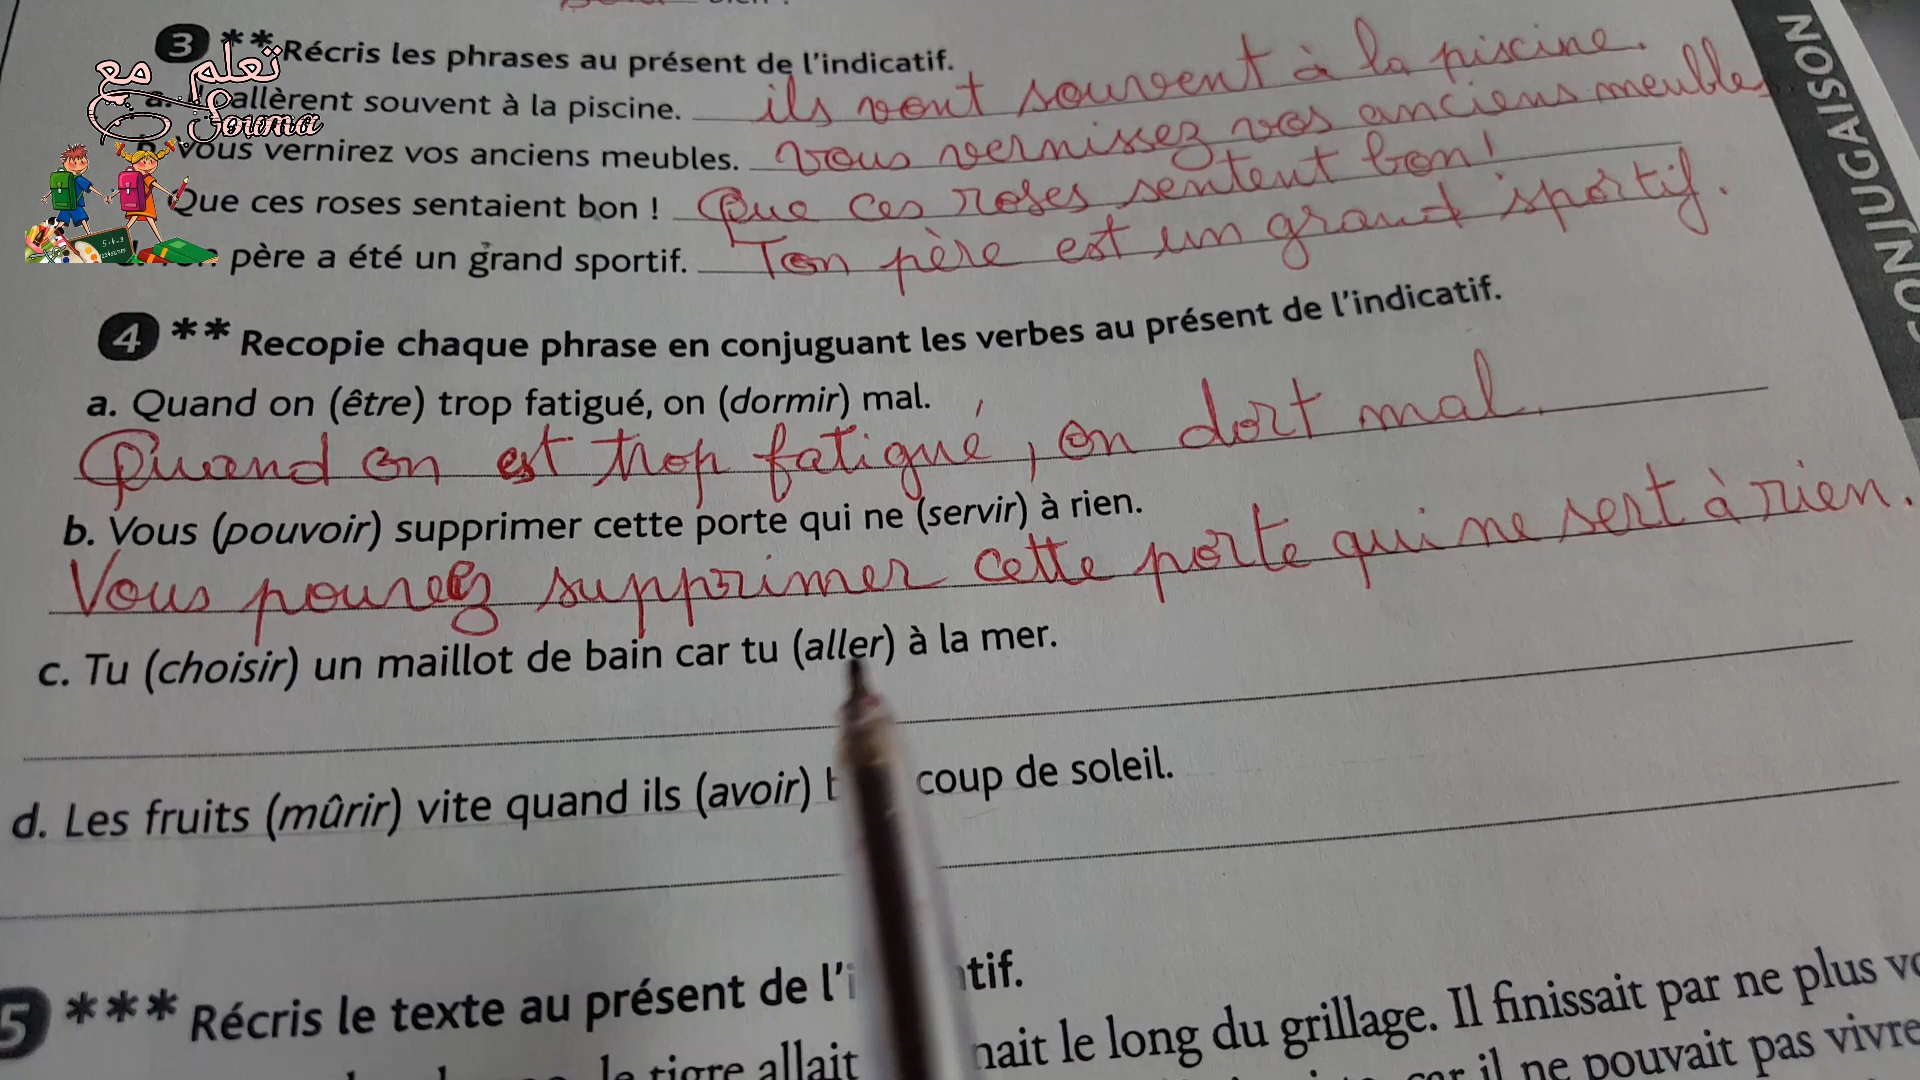 3 ** Récris les phrases au présent de l'indicatif.
allèrent souvent à la piscine. ils vont souvent à la piscine.
vous vernirez vos anciens meubles. vous vernissez vos anciens meubles
Que ces roses sentaient bon ! Que ces roses sentent bon !
père a été un grand sportif. Ton père est un grand sportif.
تعلم مع
Souma
4 ** Recopie chaque phrase en conjuguant les verbes au présent de l'indicatif.
a. Quand on (être) trop fatigué, on (dormir) mal.
Quand on est trop fatigué, on dort mal.
b. Vous (pouvoir) supprimer cette porte qui ne (servir) à rien.
Vous pouvez supprimer cette porte qui ne sert à rien.
c. Tu (choisir) un maillot de bain car tu (aller) à la mer.
d. Les fruits (mûrir) vite quand ils (avoir) coup de soleil.
5 *** Récris le texte au présent de l'i tif.
nait le long du grillage. Il finissait par ne plus
le tigre allait
car il ne pouvait pas vivre
CONJUGAISON